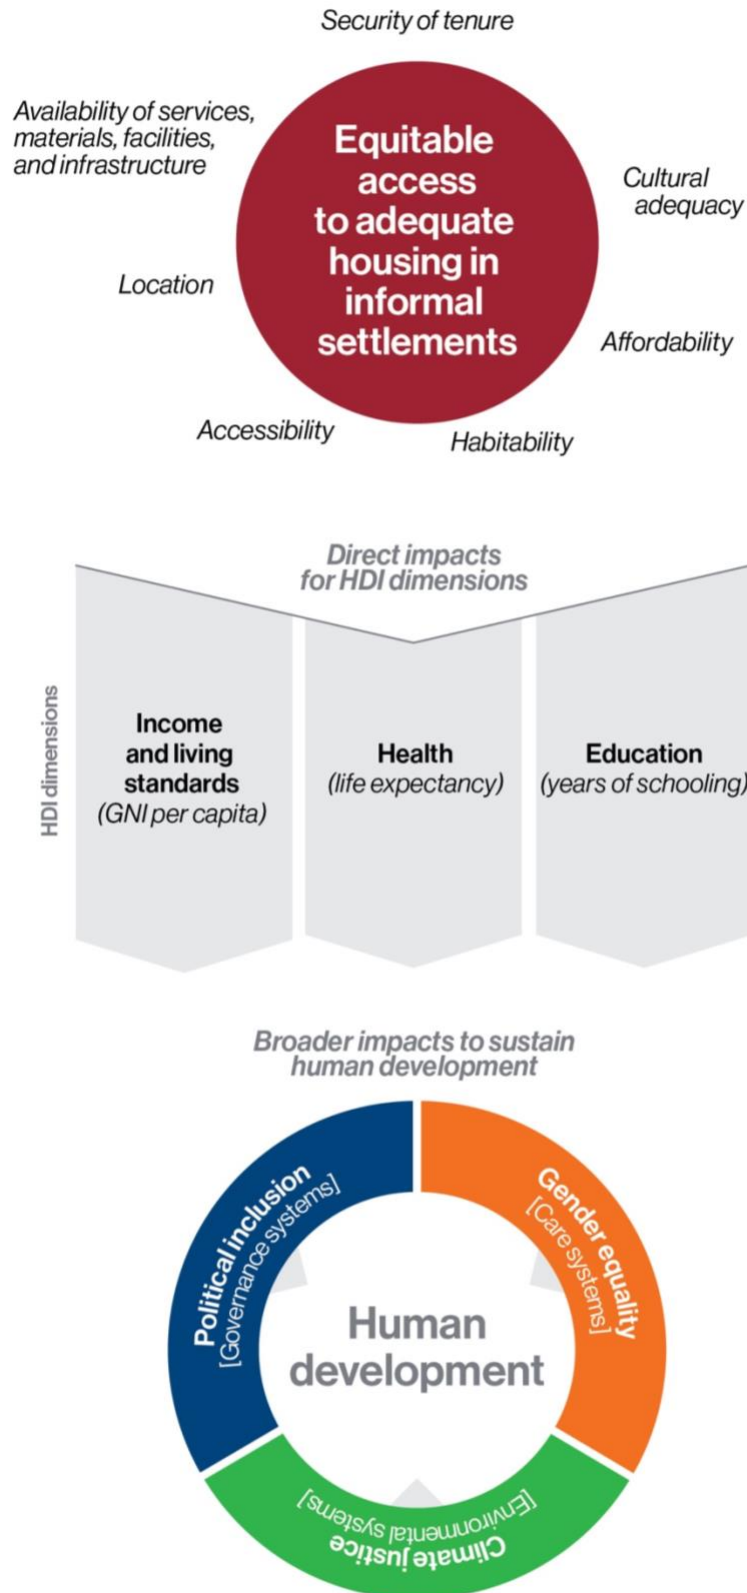 Security of tenure
Availability of services,
materials, facilities,
and infrastructure
Equitable
access
to adequate
housing in
informal
settlements
Cultural
adequacy
Location
Affordability
Accessibility
Habitability
Direct impacts
for HDI dimensions
HDI dimensions
Income
and living
standards
(GNI per capita)
Health
(life expectancy)
Education
(years of schooling)
Broader impacts to sustain
human development
Political inclusion
[Governance systems]
Gender equality
[Care systems]
Human
development
Climate justice
[Environmental systems]